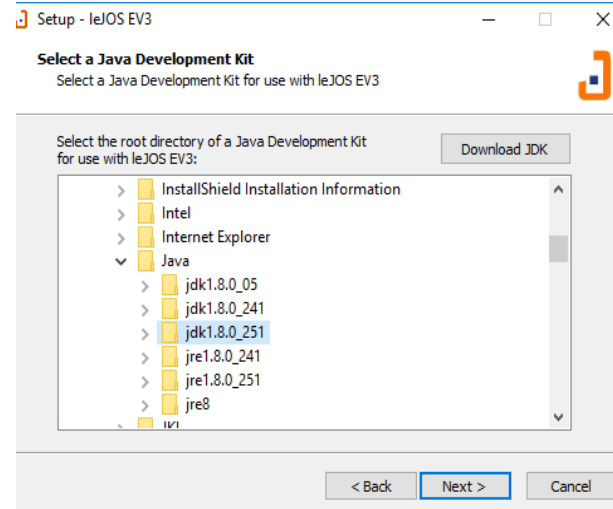 Setup - leJOS EV3
Select a Java Development Kit
Select a Java Development Kit for use with leJOS EV3
Select the root directory of a Java Development Kit
for use with leJOS EV3:
Download JDK
InstallShield Installation Information
Intel
Internet Explorer
Java
jdk1.8.0_05
jdk1.8.0_241
jdk1.8.0_251
jre1.8.0_241
jre1.8.0_251
jre8
< Back
Next >
Cancel